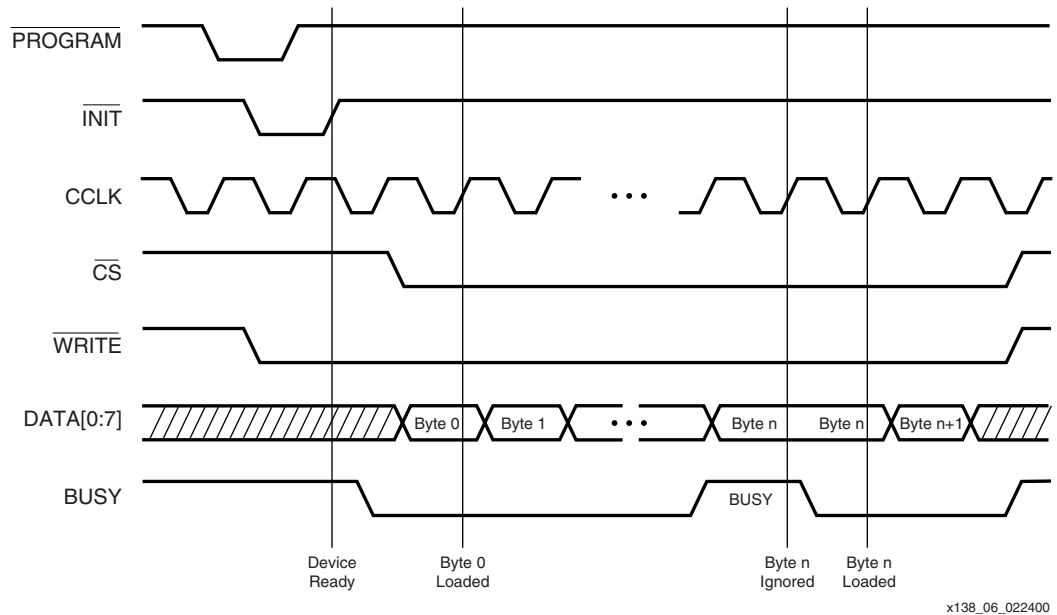 PROGRAM
INIT
CCLK
• • •
CS
WRITE
DATA[0:7]
Byte 0 Byte 1 • • • Byte n Byte n Byte n+1
BUSY
BUSY
Device Byte 0 Byte n Byte n
Ready Loaded Ignored Loaded
x138_06_022400